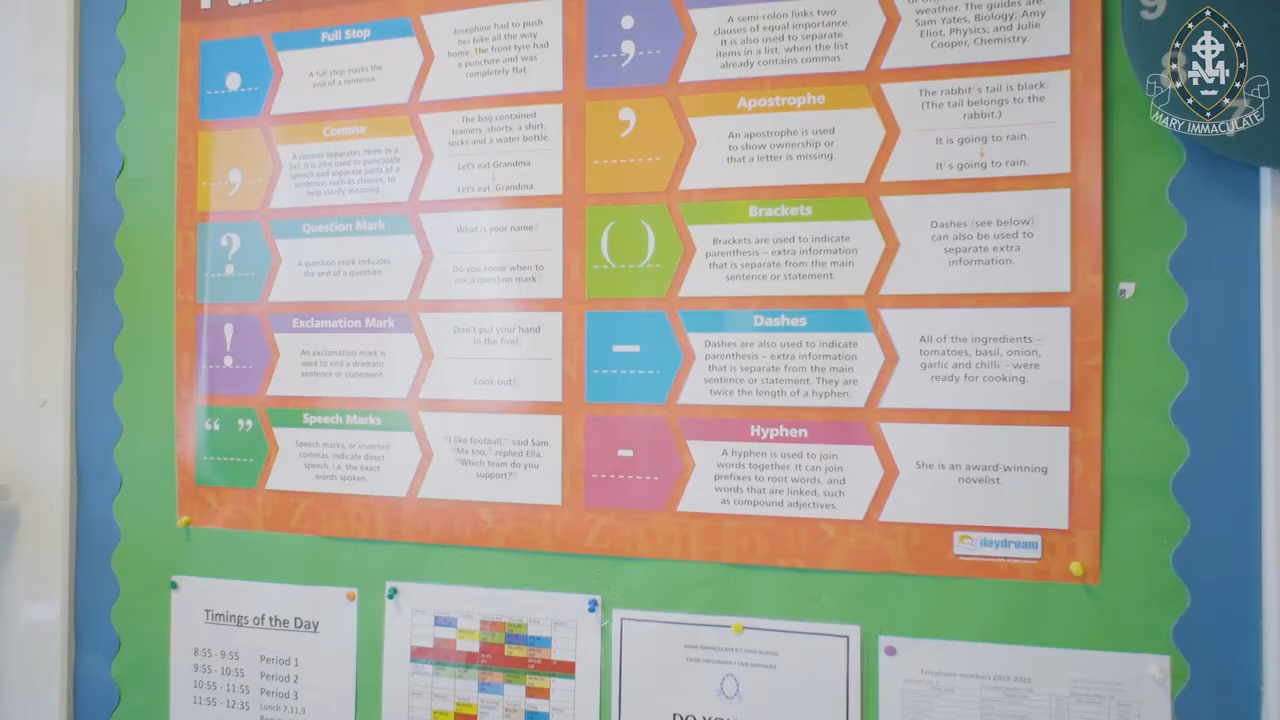 Full Stop
A full stop marks the
end of a sentence.
Josephine had to push
her bike all the way
home. The front tyre had
a puncture and was
completely flat.
Comma
A comma separates items in a
list. It is also used to punctuate
speech and separate parts of a
sentence, such as clauses, to
help clarify meaning
The bag contained
trainers, shorts, a shirt,
socks and a water bottle.
Let's eat Grandma.
↓
Let's eat, Grandma.
?
Question Mark
A question mark indicates
the end of a question.
What is your name?
Do you know when to
use a question mark?
!
Exclamation Mark
An exclamation mark is
used to end a dramatic
sentence or statement.
Don't put your hand
in the fire!
Look out!
“ ”
Speech Marks
Speech marks, or inverted
commas, indicate direct
speech, i.e. the exact
words spoken.
"I like football," said Sam.
"Me too," replied Ella.
"Which team do you
support?"
;
A semi-colon links two
clauses of equal importance.
It is also used to separate
items in a list, when the list
already contains commas.
weather. The guides are:
Sam Yates, Biology; Amy
Eliot, Physics; and Julie
Cooper, Chemistry.
’
Apostrophe
An apostrophe is used
to show ownership or
that a letter is missing.
The rabbit's tail is black.
(The tail belongs to the
rabbit.)
It is going to rain.
↓
It's going to rain.
( )
Brackets
Brackets are used to indicate
parenthesis – extra information
that is separate from the main
sentence or statement.
Dashes (see below)
can also be used to
separate extra
information.
–
Dashes
Dashes are also used to indicate
parenthesis – extra information
that is separate from the main
sentence or statement. They are
twice the length of a hyphen.
All of the ingredients –
tomatoes, basil, onion,
garlic and chilli – were
ready for cooking.
-
Hyphen
A hyphen is used to join
words together. It can join
prefixes to root words, and
words that are linked, such
as compound adjectives.
She is an award-winning
novelist.
daydream
9
8
MARY IMMACULATE
Timings of the Day
8:55 - 9:55 Period 1
9:55 - 10:55 Period 2
10:55 - 11:55 Period 3
11:55 - 12:35 Lunch 7,11,9
MARY IMMACULATE R.C. HIGH SCHOOL
Telephone numbers 2019-2020